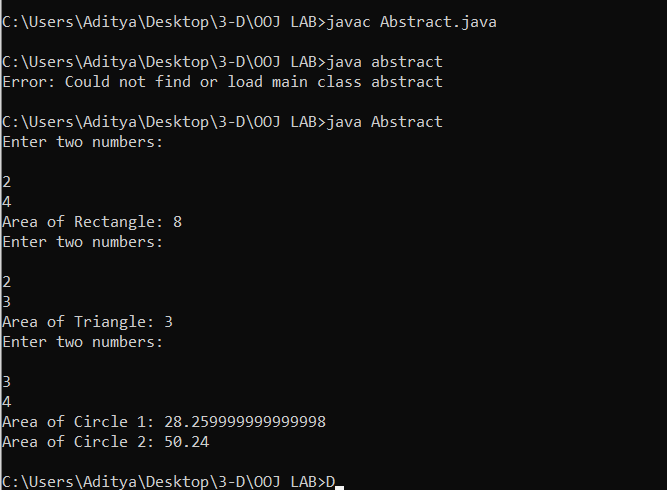 C:\Users\Aditya\Desktop\3-D\OOJ LAB>javac Abstract.java
C:\Users\Aditya\Desktop\3-D\OOJ LAB>java abstract
Error: Could not find or load main class abstract
C:\Users\Aditya\Desktop\3-D\OOJ LAB>java Abstract
Enter two numbers:
2
4
Area of Rectangle: 8
Enter two numbers:
2
3
Area of Triangle: 3
Enter two numbers:
3
4
Area of Circle 1: 28.259999999999998
Area of Circle 2: 50.24
C:\Users\Aditya\Desktop\3-D\OOJ LAB>D